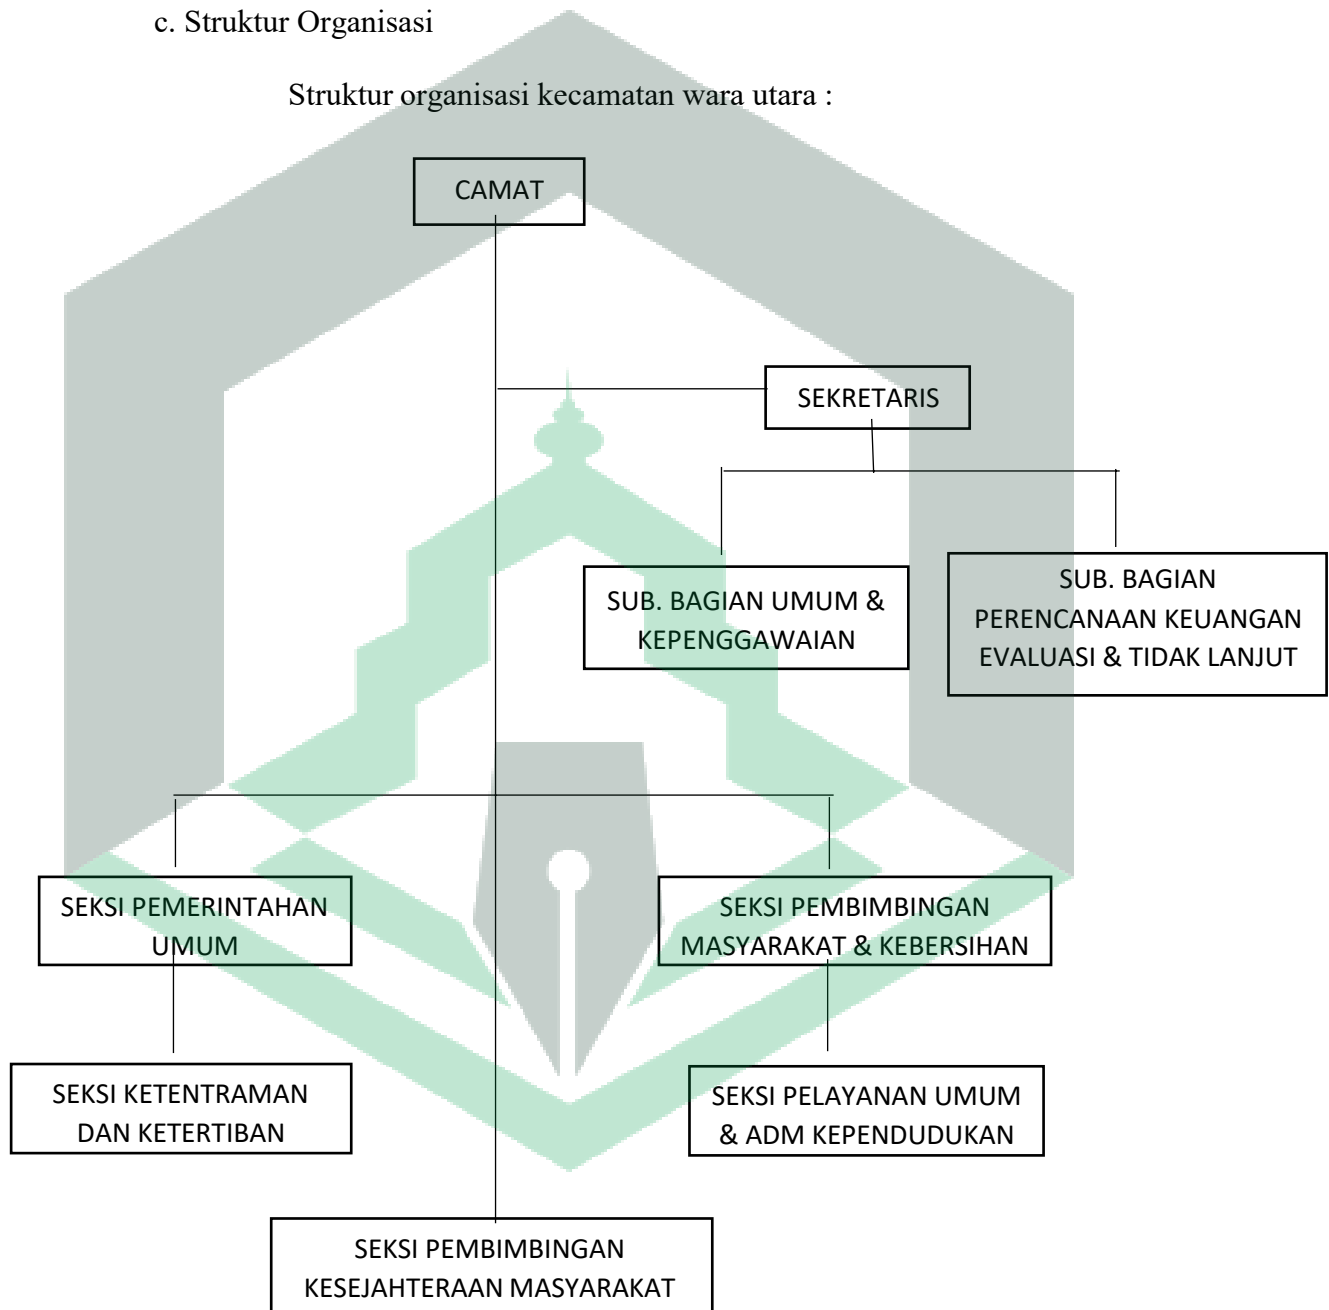 c. Struktur Organisasi
Struktur organisasi kecamatan wara utara :
CAMAT
SEKRETARIS
SUB. BAGIAN UMUM &
KEPENGGAWAIAN
SUB. BAGIAN
PERENCANAAN KEUANGAN
EVALUASI & TIDAK LANJUT
SEKSI PEMERINTAHAN
UMUM
SEKSI PEMBIMBINGAN
MASYARAKAT & KEBERSIHAN
SEKSI KETENTRAMAN
DAN KETERTIBAN
SEKSI PELAYANAN UMUM
& ADM KEPENDUDUKAN
SEKSI PEMBIMBINGAN
KESEJAHTERAAN MASYARAKAT